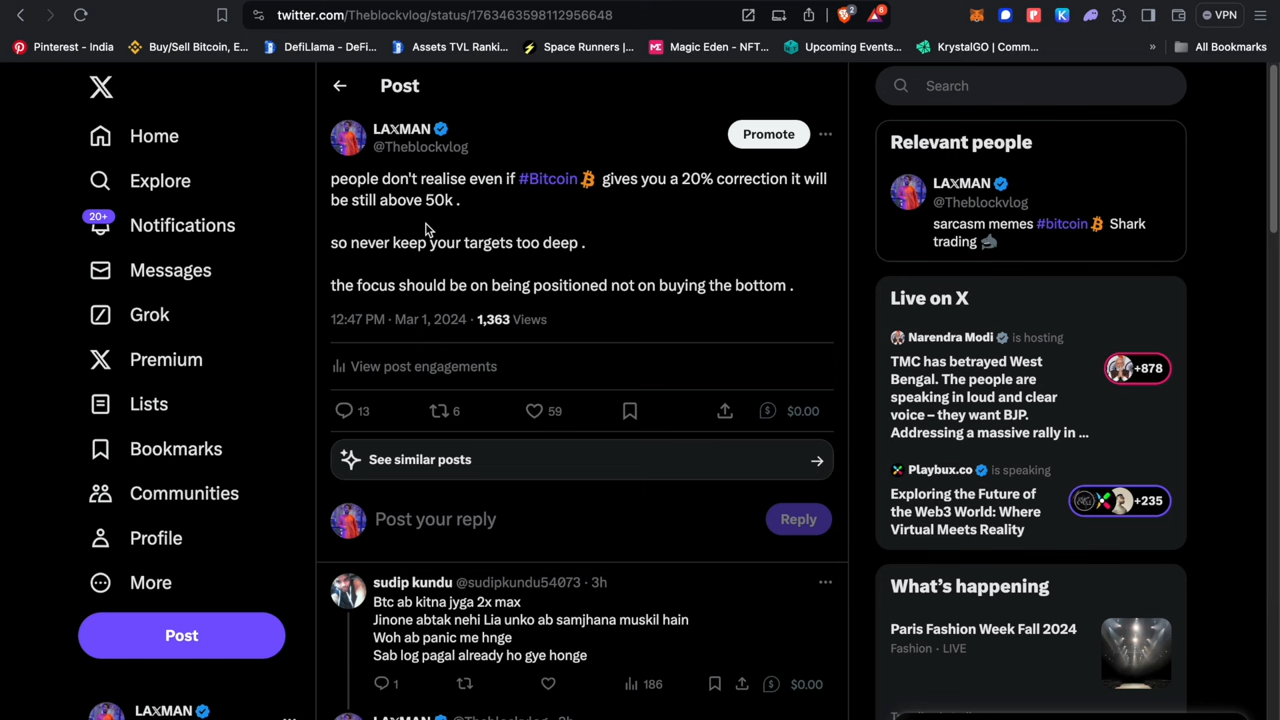 twitter.com/Theblockvlog/status/1763463598112956648
2
6
VPN
Pinterest - India
Buy/Sell Bitcoin, E...
DefiLlama - DeFi...
Assets TVL Ranki...
Space Runners |...
Magic Eden - NFT...
Upcoming Events...
KrystalGO | Comm...
»
All Bookmarks
Home
Explore
20+
Notifications
Messages
Grok
Premium
Lists
Bookmarks
Communities
Profile
More
Post
LAXMAN
Post
LAXMAN
@Theblockvlog
Promote
people don't realise even if #Bitcoin gives you a 20% correction it will
be still above 50k .
so never keep your targets too deep .
the focus should be on being positioned not on buying the bottom .
12:47 PM · Mar 1, 2024 · 1,363 Views
View post engagements
13
6
59
$0.00
See similar posts
Post your reply
Reply
sudip kundu @sudipkundu54073 · 3h
Btc ab kitna jyga 2x max
Jinone abtak nehi Lia unko ab samjhana muskil hain
Woh ab panic me hnge
Sab log pagal already ho gye honge
1
186
$0.00
LAXMAN @Theblockvlog
Search
Relevant people
LAXMAN
@Theblockvlog
sarcasm memes #bitcoin Shark
trading
Live on X
Narendra Modi is hosting
TMC has betrayed West
Bengal. The people are
speaking in loud and clear
voice – they want BJP.
Addressing a massive rally in ...
+878
Playbux.co is speaking
Exploring the Future of
the Web3 World: Where
Virtual Meets Reality
+235
What's happening
Paris Fashion Week Fall 2024
Fashion · LIVE